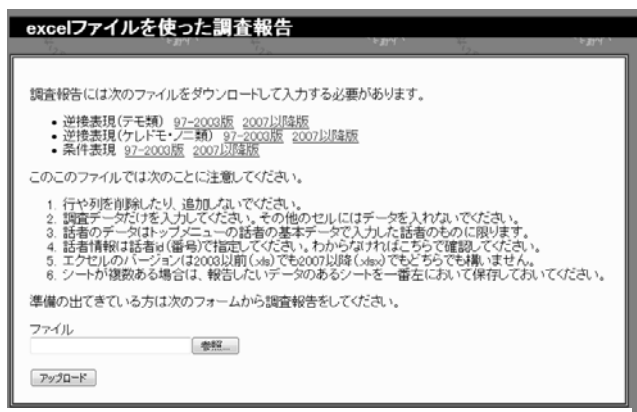 excelファイルを使った調査報告
調査報告には次のファイルをダウンロードして入力する必要があります。
• 逆接表現(テモ類) 97-2003版 2007以降版
• 逆接表現(ケレドモ・ノニ類) 97-2003版 2007以降版
• 条件表現 97-2003版 2007以降版
このこのファイルでは次のことに注意してください。
1. 行や列を削除したり、追加しないでください。
2. 調査データだけを入力してください。その他のセルにはデータを入れないでください。
3. 話者のデータはトップメニューの話者の基本データで入力した話者のものに限ります。
4. 話者情報は話者id(番号)で指定してください。わからなければこちらで確認してください。
5. エクセルのバージョンは2003以前(.xls)でも2007以降(.xlsx)でもどちらでも構いません。
6. シートが複数ある場合は、報告したいデータのあるシートを一番左において保存しておいてください。
準備の出てきている方は次のフォームから調査報告をしてください。
ファイル
参照...
アップロード